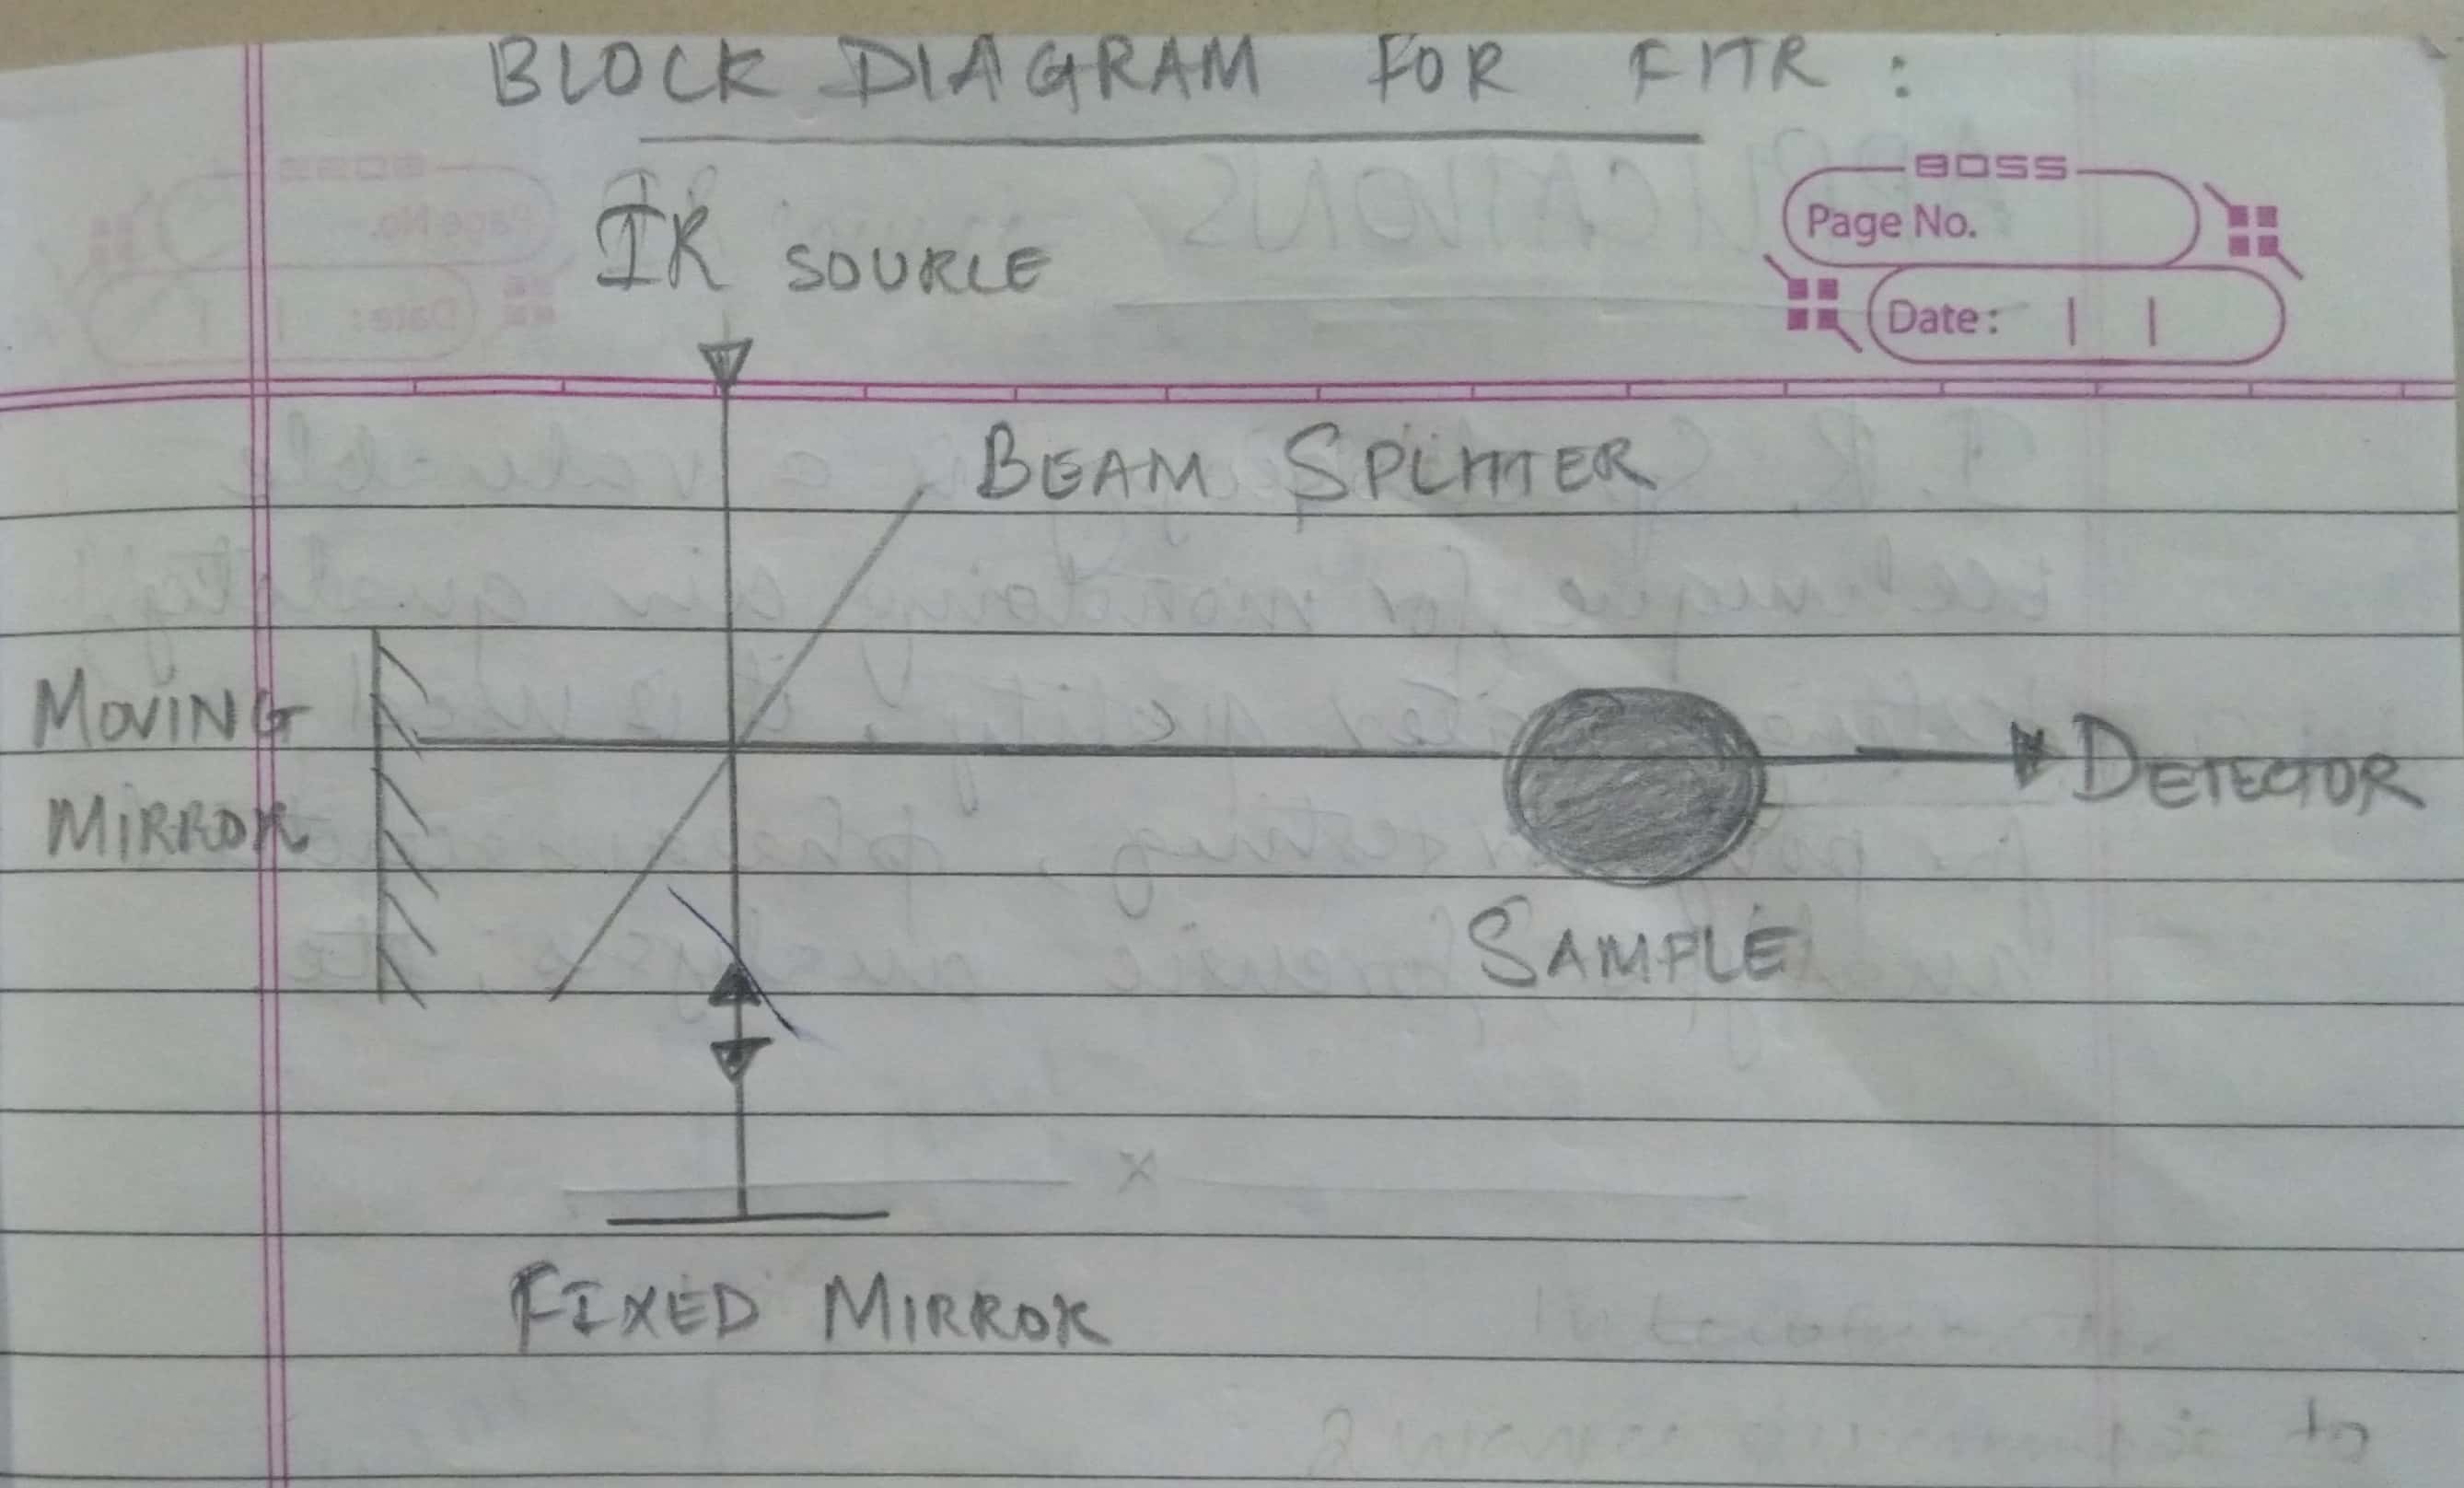 BLOCK DIAGRAM FOR FITR :
BOSS
Page No.
Date:
IR SOURCE
BEAM SPLITTER
MOVING
MIRROR
DETECTOR
SAMPLE
x
FIXED MIRROR